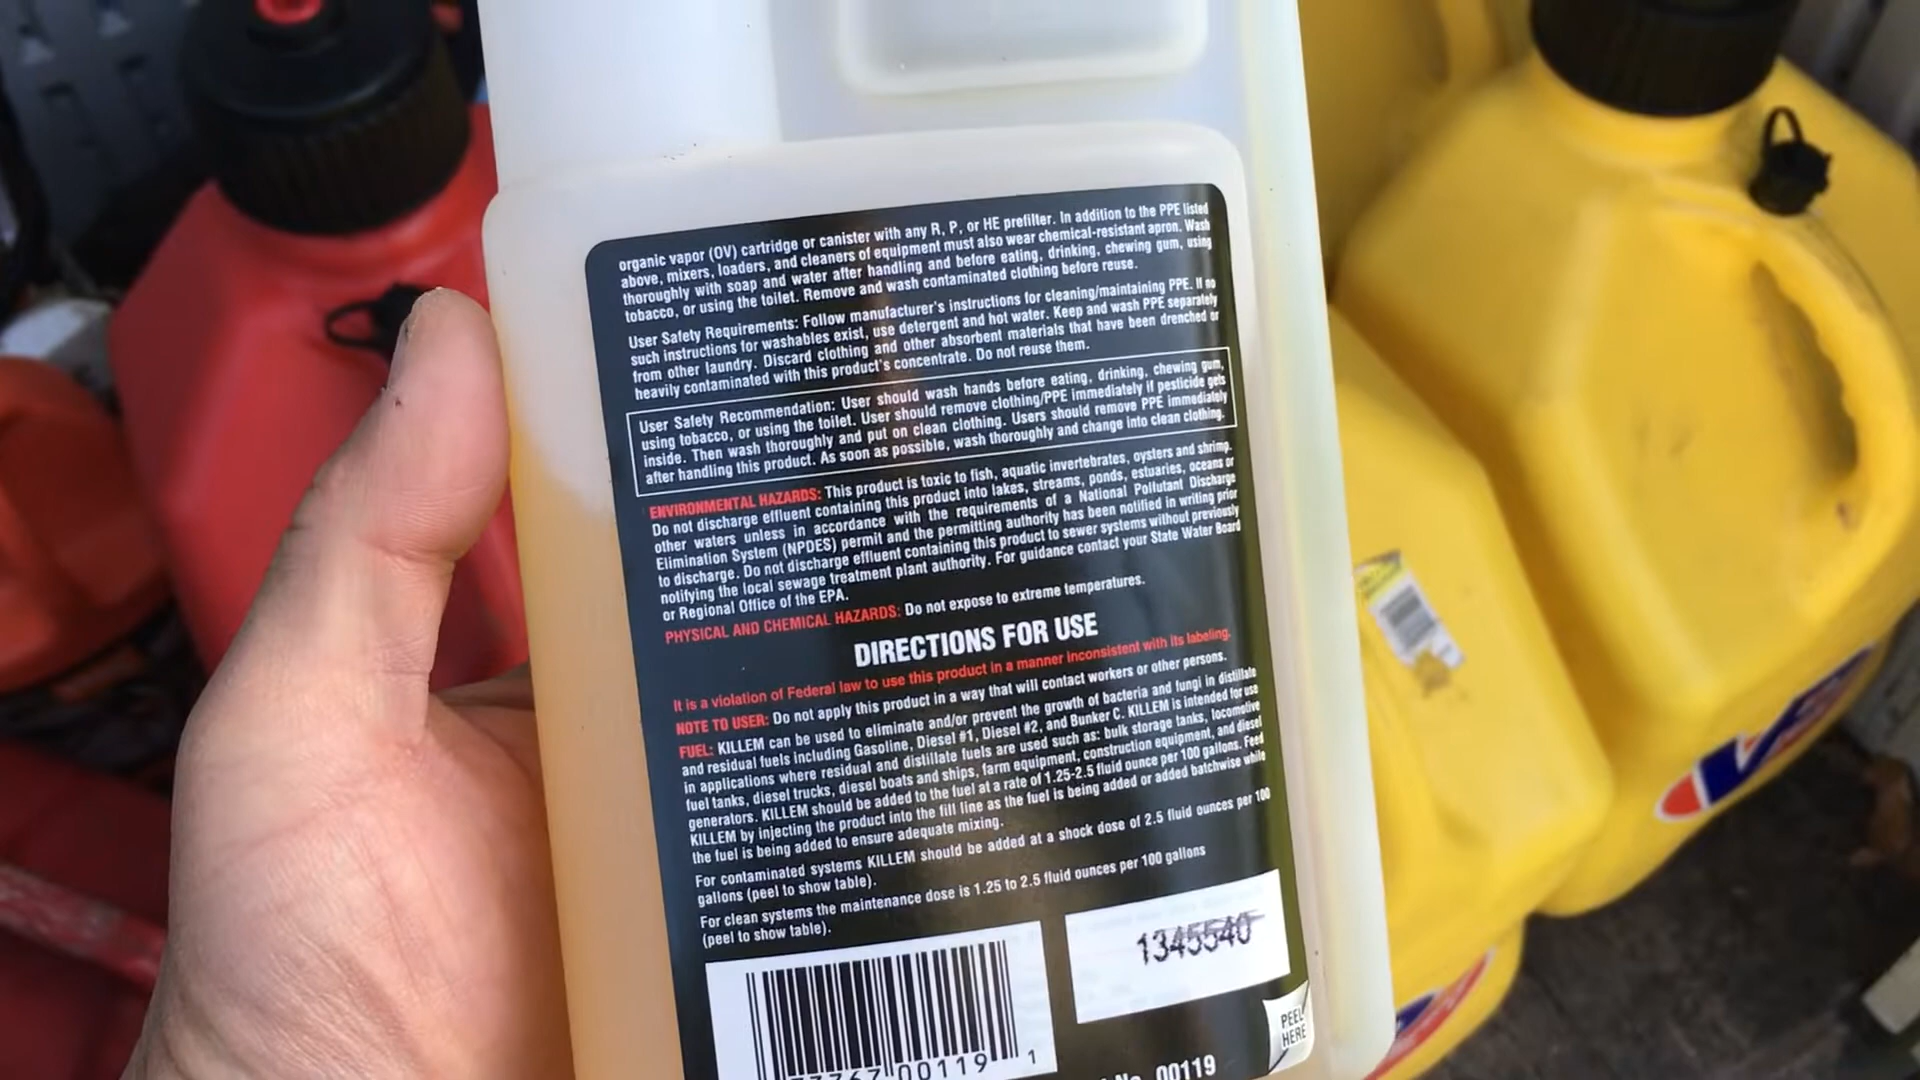 organic vapor (OV) cartridge or canister with any R, P, or HE prefilter. In addition to the PPE listed
above, mixers, loaders, and cleaners of equipment must also wear chemical-resistant apron. Wash
thoroughly with soap and water after handling and before eating, drinking, chewing gum, using
tobacco, or using the toilet. Remove and wash contaminated clothing before reuse.
User Safety Requirements: Follow manufacturer's instructions for cleaning/maintaining PPE. If no
such instructions for washables exist, use detergent and hot water. Keep and wash PPE separately
from other laundry. Discard clothing and other absorbent materials that have been drenched or
heavily contaminated with this product's concentrate. Do not reuse them.
User Safety Recommendation: User should wash hands before eating, drinking, chewing gum,
using tobacco, or using the toilet. User should remove clothing/PPE immediately if pesticide gets
inside. Then wash thoroughly and put on clean clothing. Users should remove PPE immediately
after handling this product. As soon as possible, wash thoroughly and change into clean clothing.
ENVIRONMENTAL HAZARDS: This product is toxic to fish, aquatic invertebrates, oysters and shrimp.
Do not discharge effluent containing this product into lakes, streams, ponds, estuaries, oceans or
other waters unless in accordance with the requirements of a National Pollutant Discharge
Elimination System (NPDES) permit and the permitting authority has been notified in writing prior
to discharge. Do not discharge effluent containing this product to sewer systems without previously
notifying the local sewage treatment plant authority. For guidance contact your State Water Board
or Regional Office of the EPA.
PHYSICAL AND CHEMICAL HAZARDS: Do not expose to extreme temperatures.
DIRECTIONS FOR USE
It is a violation of Federal law to use this product in a manner inconsistent with its labeling.
NOTE TO USER: Do not apply this product in a way that will contact workers or other persons.
FUEL: KILLEM can be used to eliminate and/or prevent the growth of bacteria and fungi in distillate
and residual fuels including Gasoline, Diesel #1, Diesel #2, and Bunker C. KILLEM is intended for use
in applications where residual and distillate fuels are used such as: bulk storage tanks, locomotive
fuel tanks, diesel trucks, diesel boats and ships, farm equipment, construction equipment, and diesel
generators. KILLEM should be added to the fuel at a rate of 1.25-2.5 fluid ounce per 100 gallons. Feed
KILLEM by injecting the product into the fill line as the fuel is being added or added batchwise while
the fuel is being added to ensure adequate mixing.
For contaminated systems KILLEM should be added at a shock dose of 2.5 fluid ounces per 100
gallons (peel to show table).
For clean systems the maintenance dose is 1.25 to 2.5 fluid ounces per 100 gallons
(peel to show table).
1345540
PEEL
HERE
00119 1
No. 00119